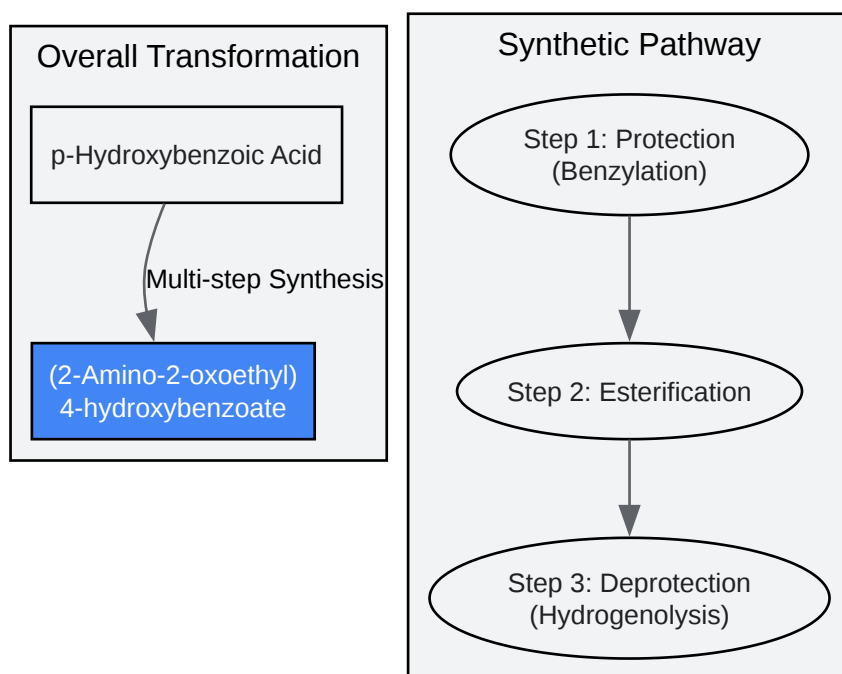 Overall Transformation
p-Hydroxybenzoic Acid
Multi-step Synthesis
(2-Amino-2-oxoethyl)
4-hydroxybenzoate
Synthetic Pathway
Step 1: Protection
(Benzylation)
Step 2: Esterification
Step 3: Deprotection
(Hydrogenolysis)